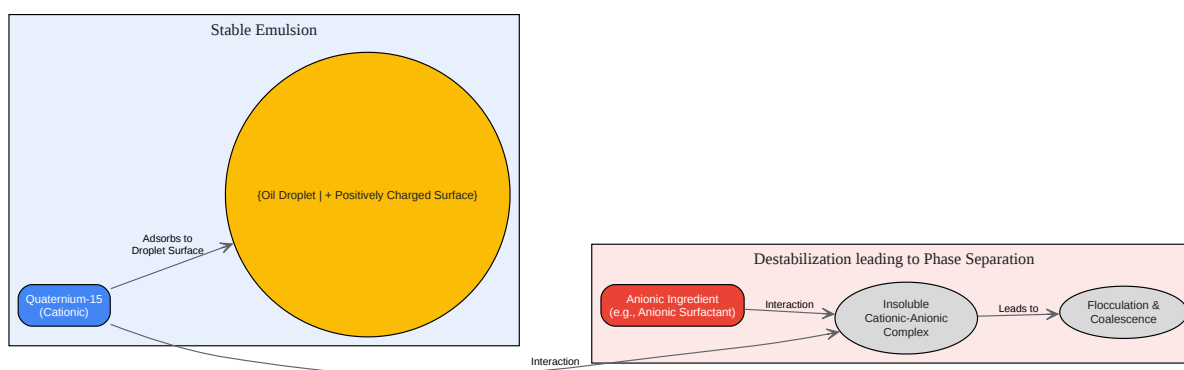 Stable Emulsion
{Oil Droplet | + Positively Charged Surface}
Adsorbs to
Droplet Surface
Quaternium-15
(Cationic)
Destabilization leading to Phase Separation
Anionic Ingredient
(e.g., Anionic Surfactant)
Interaction
Insoluble
Cationic-Anionic
Complex
Leads to
Flocculation &
Coalescence
Interaction